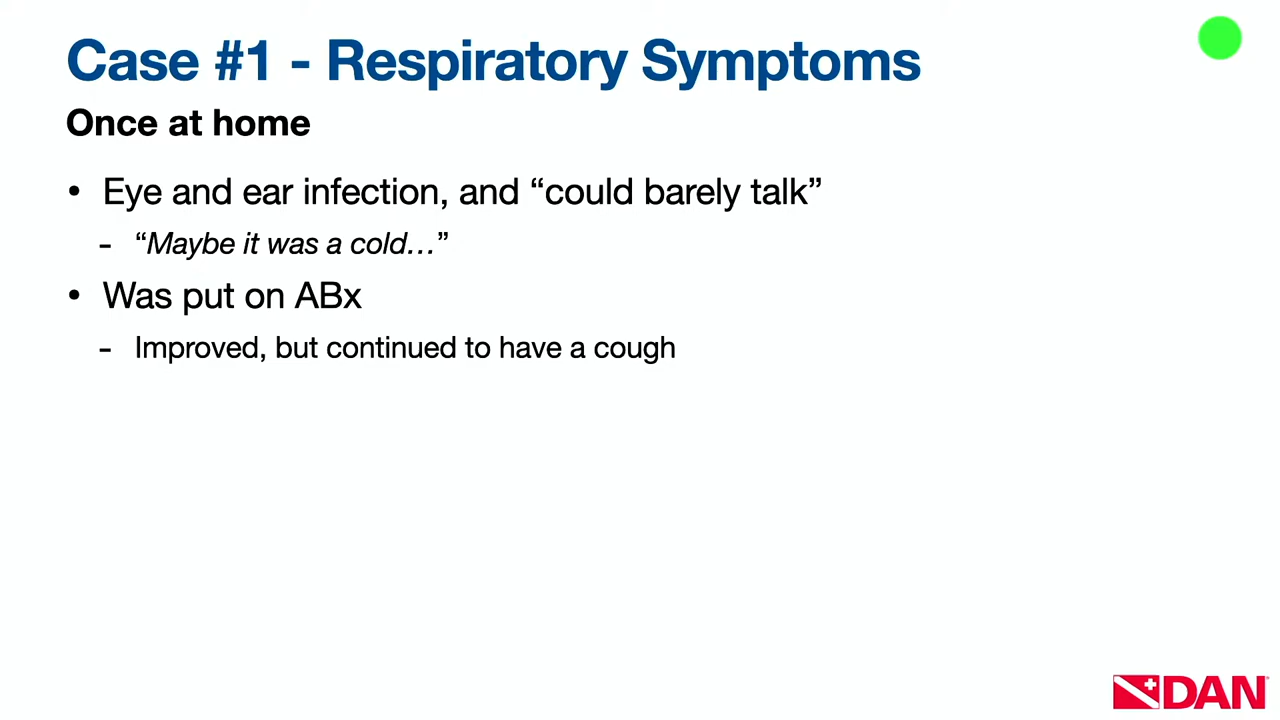 Case #1 - Respiratory Symptoms
Once at home
• Eye and ear infection, and “could barely talk”
- “Maybe it was a cold…”
• Was put on ABx
- Improved, but continued to have a cough
DAN